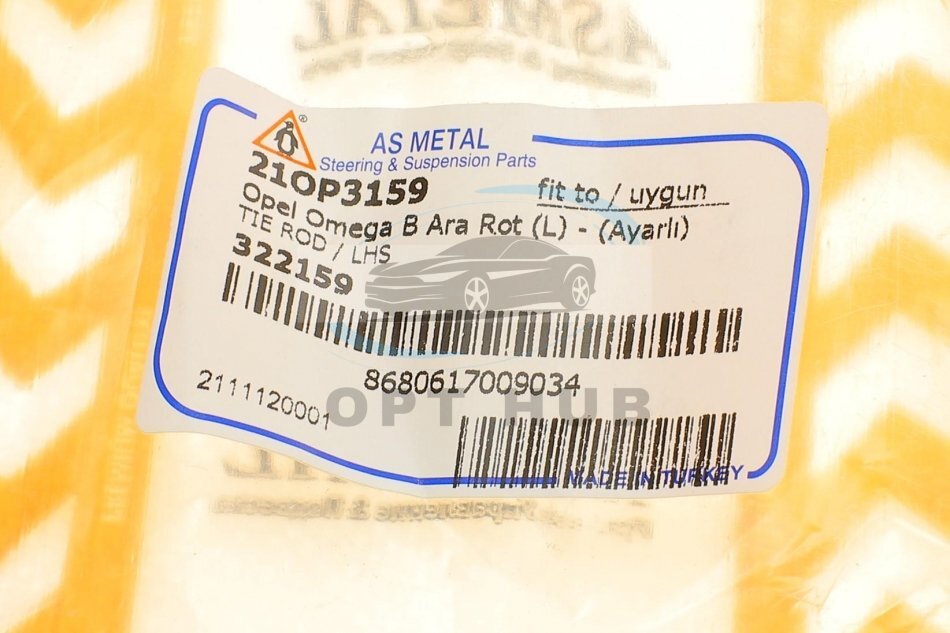 AS METAL
Steering & Suspension Parts
21OP3159
fit to / uygun
Opel Omega B Ara Rot (L) - (Ayarlı)
TIE ROD / LHS
322159
8680617009034
2111120001
OPT HUB
MADE IN TURKEY